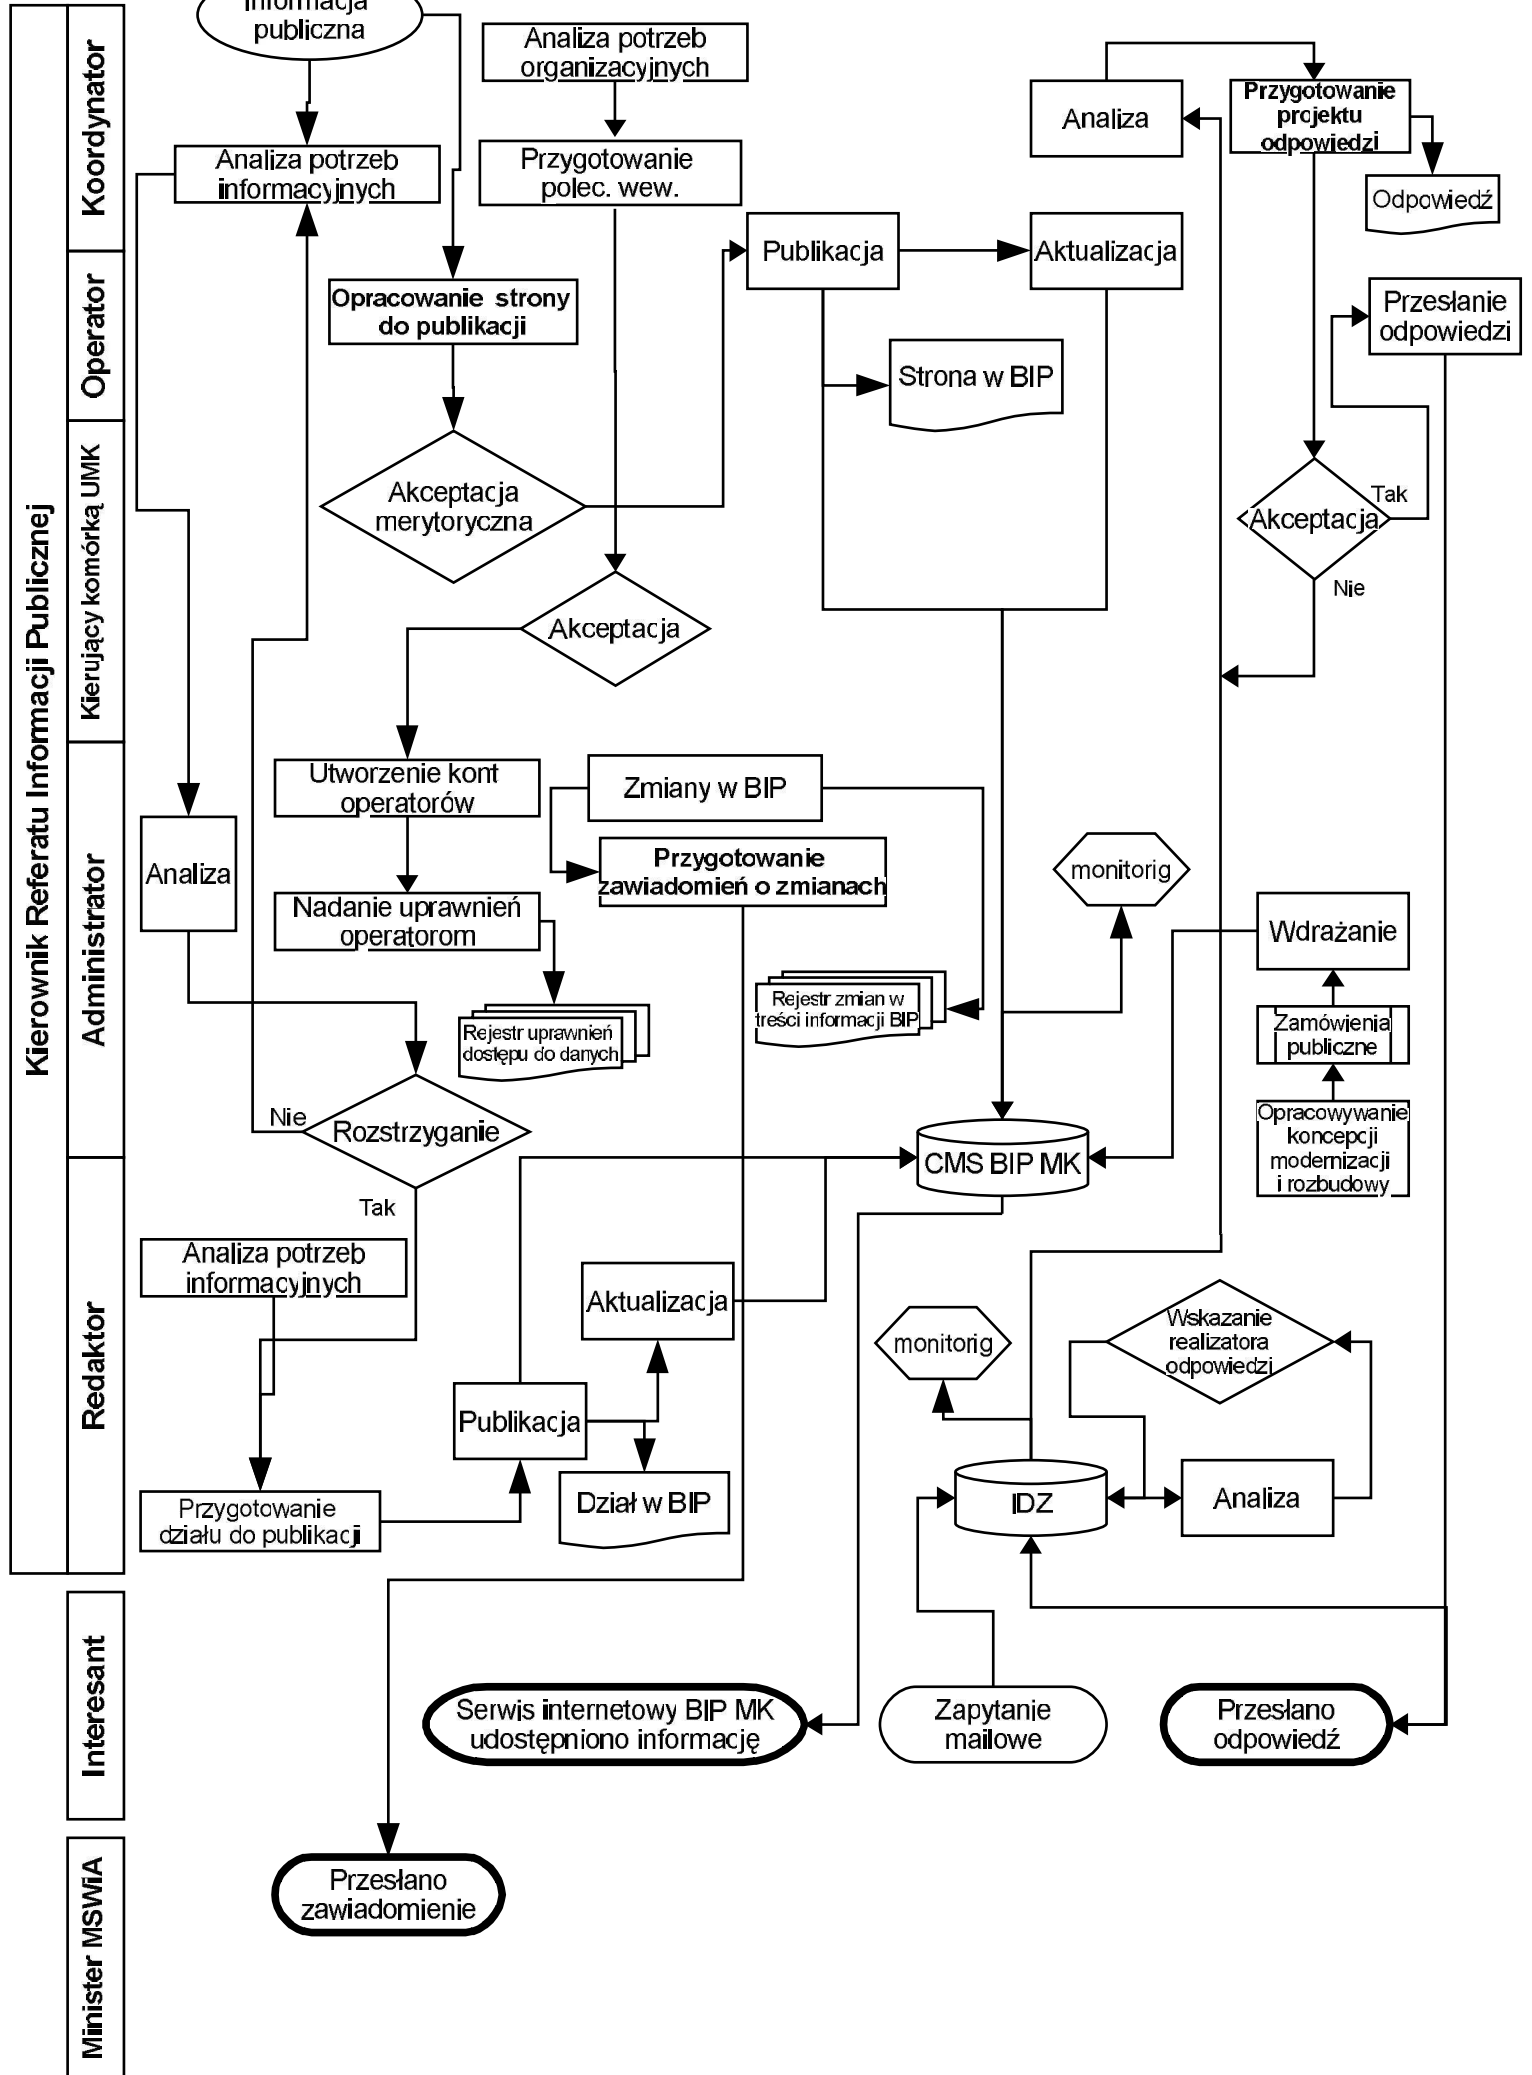 Kierownik Referatu Informacji Publicznej
Koordynator
Operator
Kierujący komórką UMK
Administrator
Redaktor
Interesant
Minister MSWiA
Informacja
publiczna
Analiza potrzeb
organizacyjnych
Analiza potrzeb
informacyjnych
Przygotowanie
polec. wew.
Analiza
Przygotowanie
projektu
odpowiedzi
Odpowiedź
Publikacja
Aktualizacja
Opracowanie strony
do publikacji
Strona w BIP
Przesłanie
odpowiedzi
Akceptacja
merytoryczna
Akceptacja
Tak
Nie
Akceptacja
Utworzenie kont
operatorów
Zmiany w BIP
Analiza
Przygotowanie
zawiadomień o zmianach
monitorig
Nadanie uprawnień
operatorom
Wdrażanie
Rejestr uprawnień
dostępu do danych
Rejestr zmian w
treści informacji BIP
Zamówienia
publiczne
Nie
Rozstrzyganie
Tak
CMS BIP MK
Opracowywanie
koncepcji
modernizacji
i rozbudowy
Analiza potrzeb
informacyjnych
Aktualizacja
monitorig
Wskazanie
realizatora
odpowiedzi
Publikacja
Dział w BIP
IDZ
Analiza
Przygotowanie
działu do publikacji
Serwis internetowy BIP MK
udostępniono informację
Zapytanie
mailowe
Przesłano
odpowiedź
Przesłano
zawiadomienie